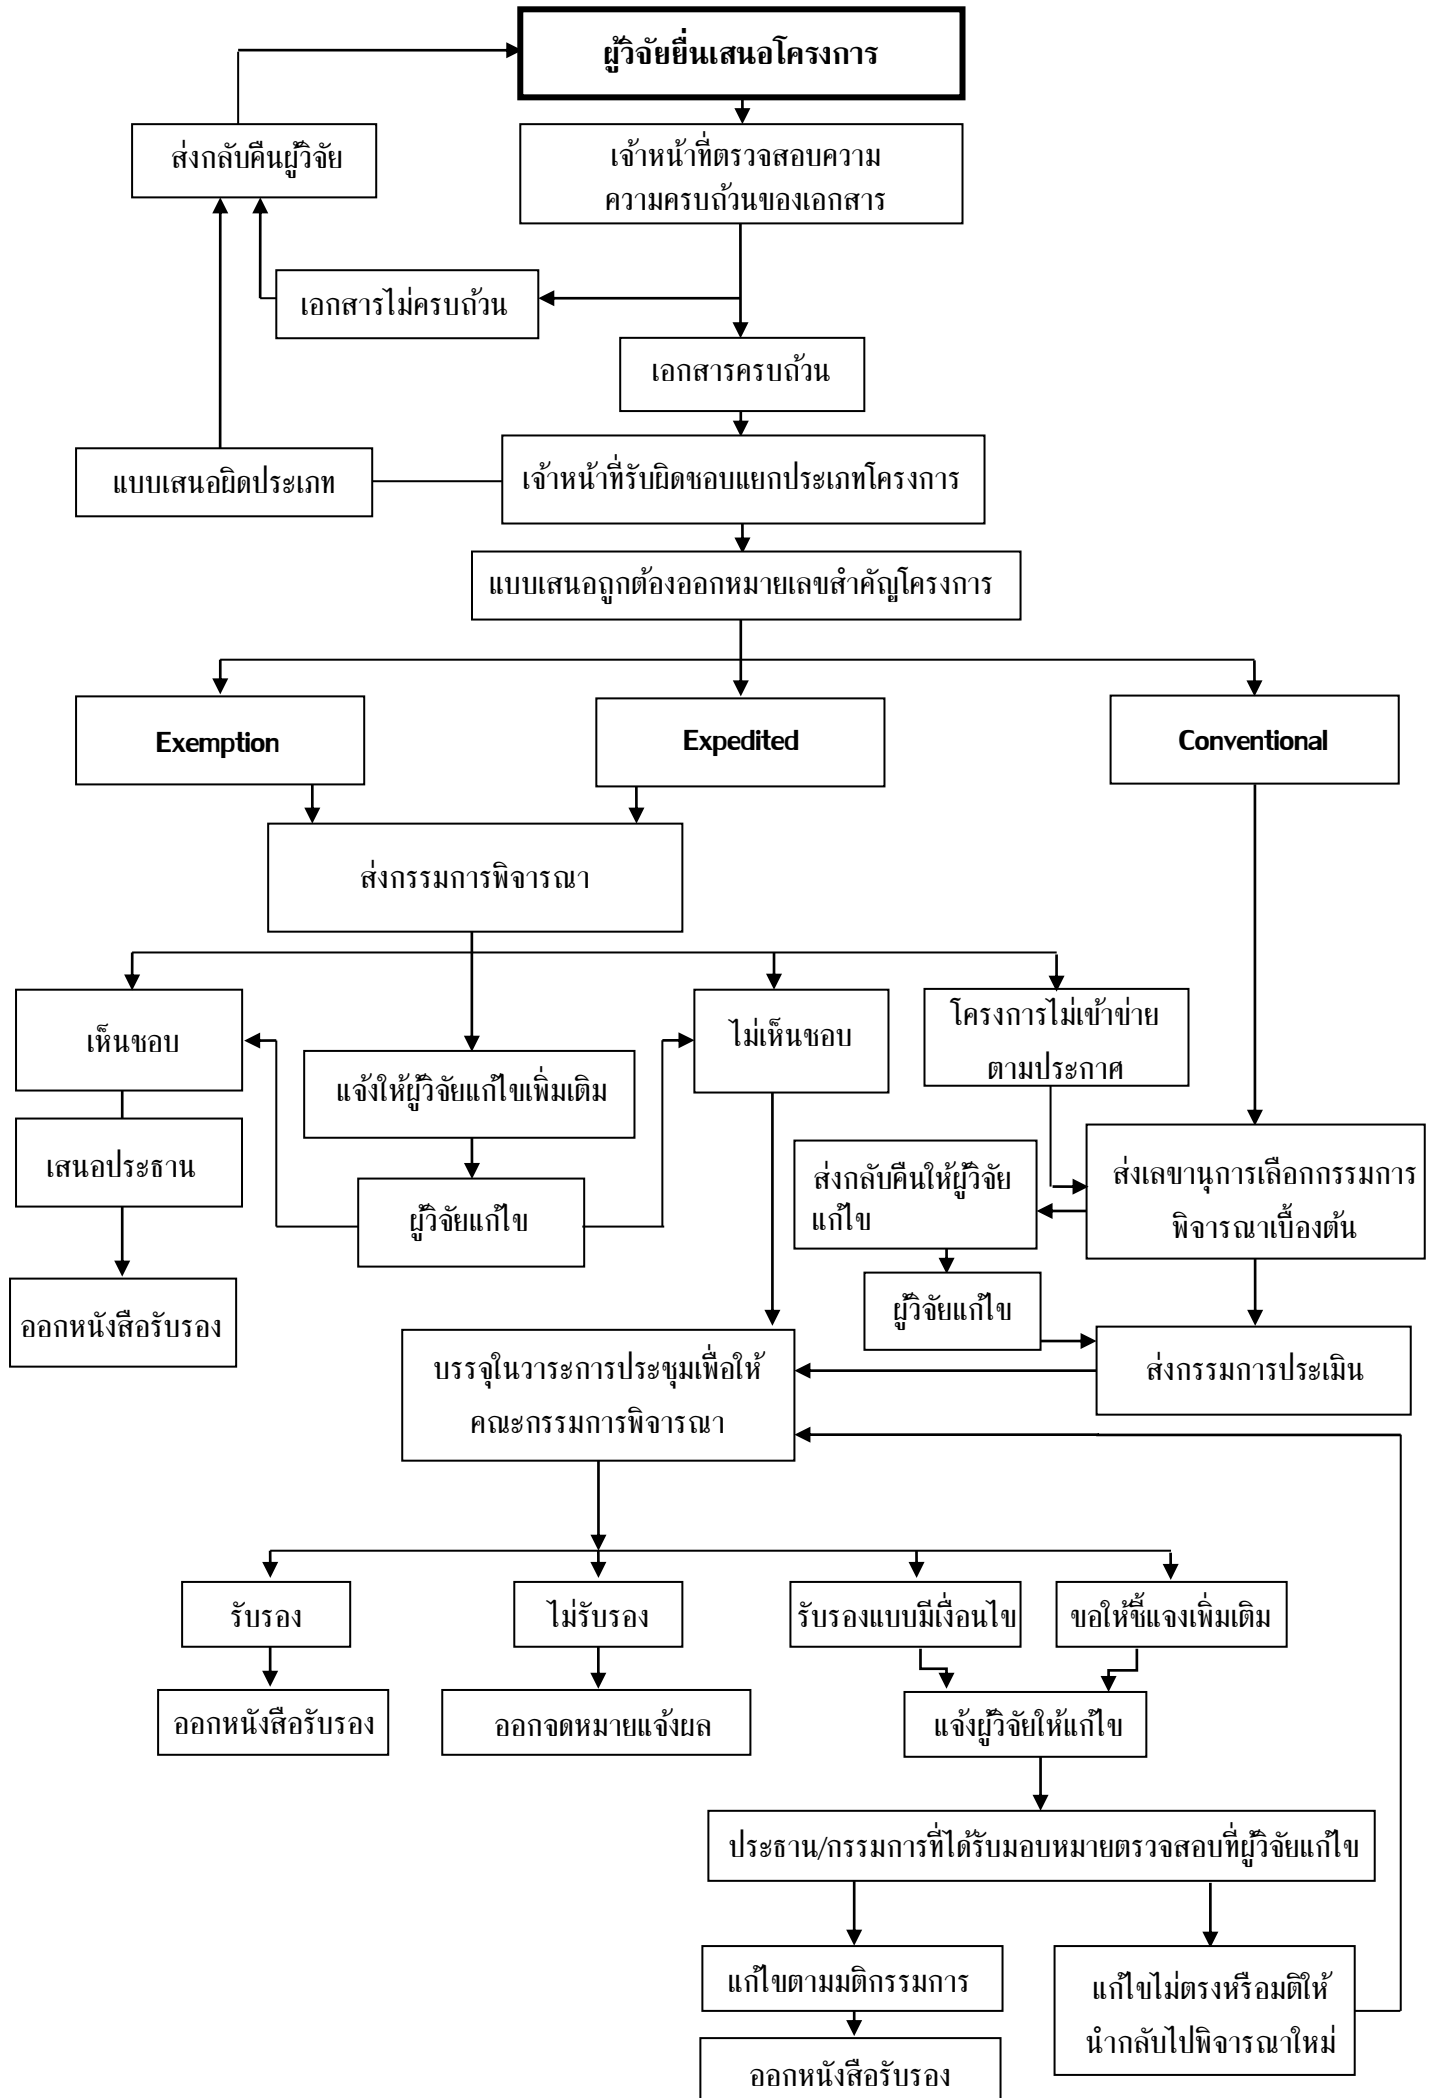 ผู้วิจัยยื่นเสนอโครงการ
ส่งกลับคืนผู้วิจัย
เจ้าหน้าที่ตรวจสอบความ
ความครบถ้วนของเอกสาร
เอกสารไม่ครบถ้วน
เอกสารครบถ้วน
แบบเสนอผิดประเภท
เจ้าหน้าที่รับผิดชอบแยกประเภทโครงการ
แบบเสนอถูกต้องออกหมายเลขสำคัญโครงการ
Exemption
Expedited
Conventional
ส่งกรรมการพิจารณา
เห็นชอบ
แจ้งให้ผู้วิจัยแก้ไขเพิ่มเติม
ไม่เห็นชอบ
โครงการไม่เข้าข่าย
ตามประกาศ
เสนอประธาน
ผู้วิจัยแก้ไข
ส่งกลับคืนให้ผู้วิจัย
แก้ไข
ส่งเลขานุการเลือกกรรมการ
พิจารณาเบื้องต้น
ออกหนังสือรับรอง
ผู้วิจัยแก้ไข
บรรจุในวาระการประชุมเพื่อให้
คณะกรรมการพิจารณา
ส่งกรรมการประเมิน
รับรอง
ไม่รับรอง
รับรองแบบมีเงื่อนไข
ขอให้ชี้แจงเพิ่มเติม
ออกหนังสือรับรอง
ออกจดหมายแจ้งผล
แจ้งผู้วิจัยให้แก้ไข
ประธาน/กรรมการที่ได้รับมอบหมายตรวจสอบที่ผู้วิจัยแก้ไข
แก้ไขตามมติกรรมการ
แก้ไขไม่ตรงหรือมติให้
นำกลับไปพิจารณาใหม่
ออกหนังสือรับรอง